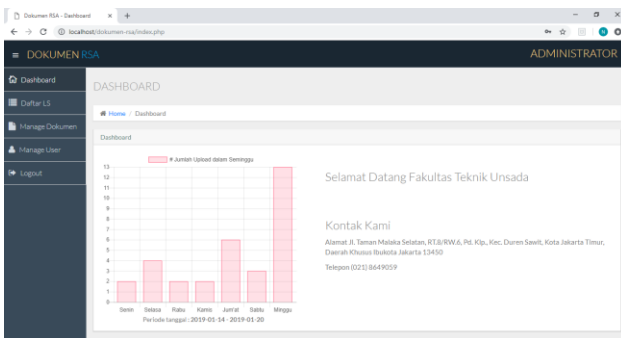 Dokumen RSA - Dashboard
localhost/dokumen-rsa/index.php
DOKUMEN RSA
ADMINISTRATOR
Dashboard
Daftar LS
Manage Dokumen
Manage User
Logout
DASHBOARD
Home / Dashboard
Dashboard
# Jumlah Upload dalam Seminggu
13
12
11
10
9
8
7
6
5
4
3
2
1
0
Senin Selasa Rabu Kamis Jum'at Sabtu Minggu
Periode tanggal : 2019-01-14 - 2019-01-20
Selamat Datang Fakultas Teknik Unsada
Kontak Kami
Alamat Jl. Taman Malaka Selatan, RT.8/RW.6, Pd. Klp., Kec. Duren Sawit, Kota Jakarta Timur,
Daerah Khusus Ibukota Jakarta 13450
Telepon (021) 8649059